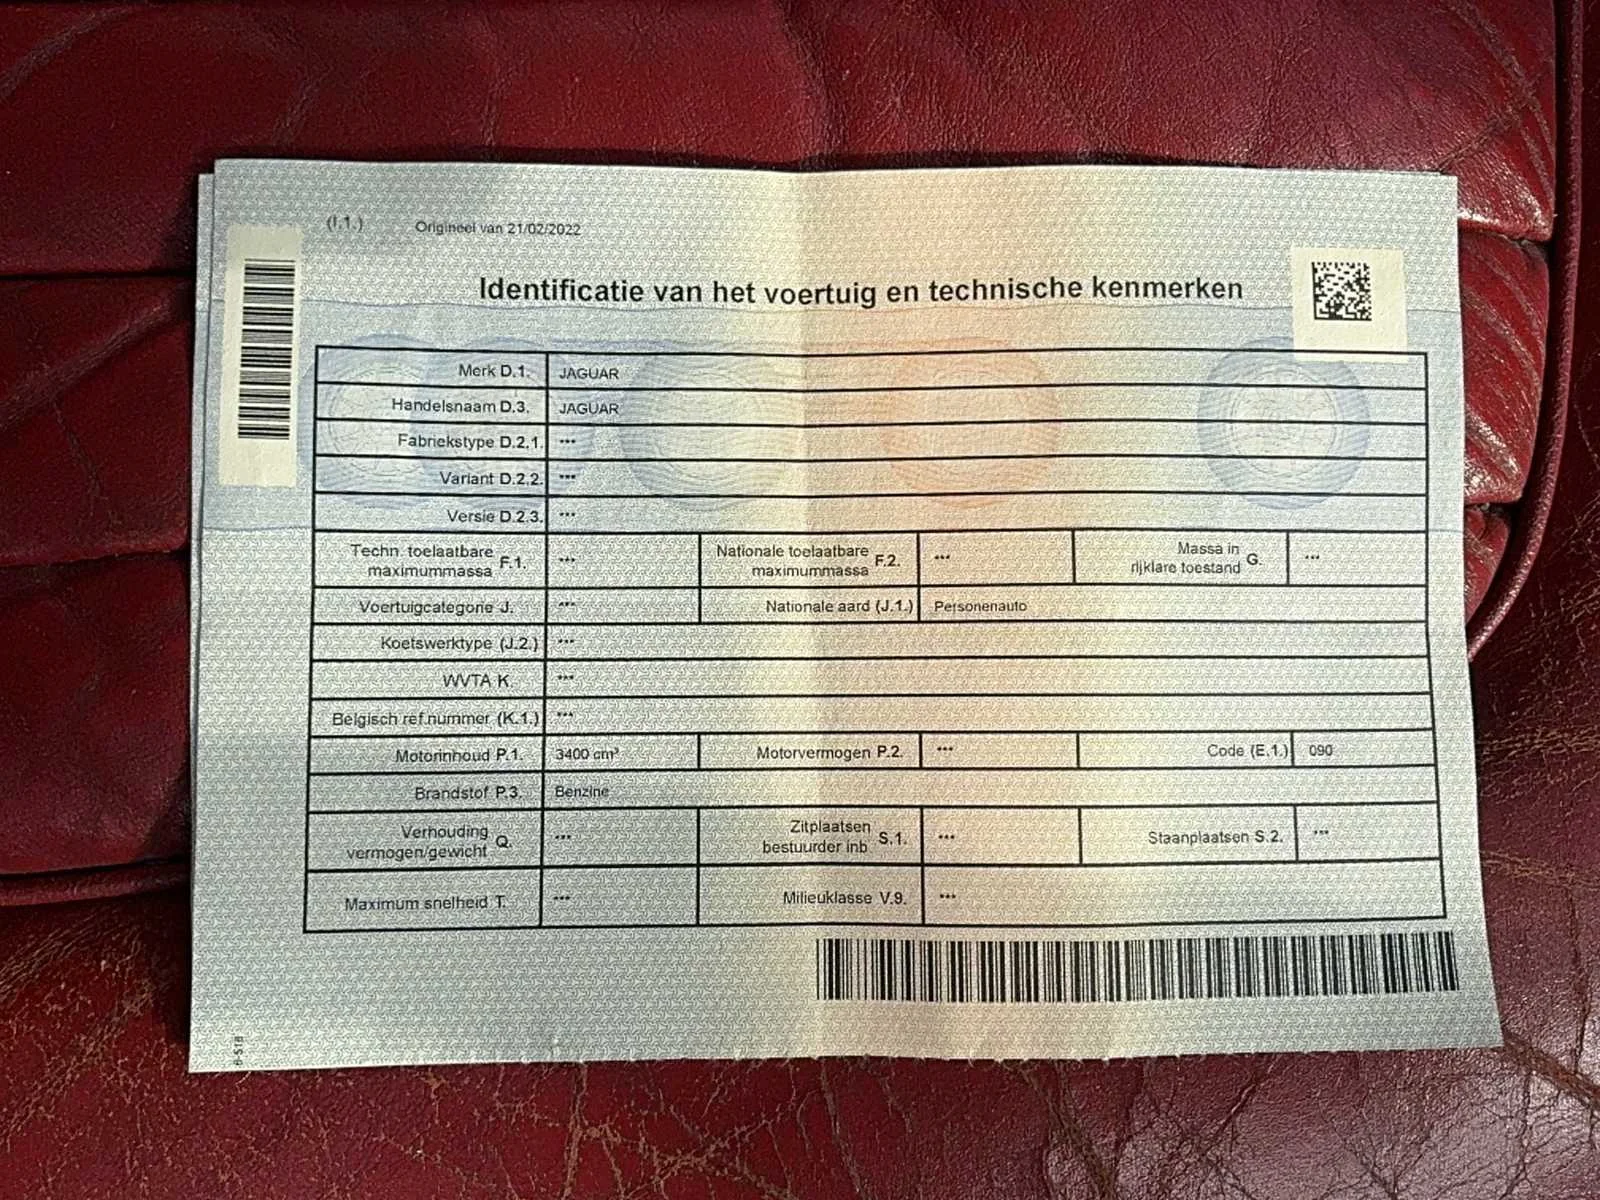 (I.1.) Origineel van 21/02/2022
Identificatie van het voertuig en technische kenmerken
Merk D.1. JAGUAR
Handelsnaam D.3. JAGUAR
Fabriekstype D.2.1. ***
Variant D.2.2. ***
Versie D.2.3. ***
Techn. toelaatbare maximummassa F.1. *** Nationale toelaatbare maximummassa F.2. *** Massa in rijklare toestand G. ***
Voertuigcategorie J. *** Nationale aard (J.1.) Personenauto
Koetswerktype (J.2.) ***
WVTA K. ***
Belgisch ref.nummer (K.1.) ***
Motorinhoud P.1. 3400 cm³ Motorvermogen P.2. *** Code (E.1.) 090
Brandstof P.3. Benzine
Verhouding vermogen/gewicht Q. *** Zitplaatsen bestuurder inb S.1. *** Staanplaatsen S.2. ***
Maximum snelheid T. *** Milieuklasse V.9. ***